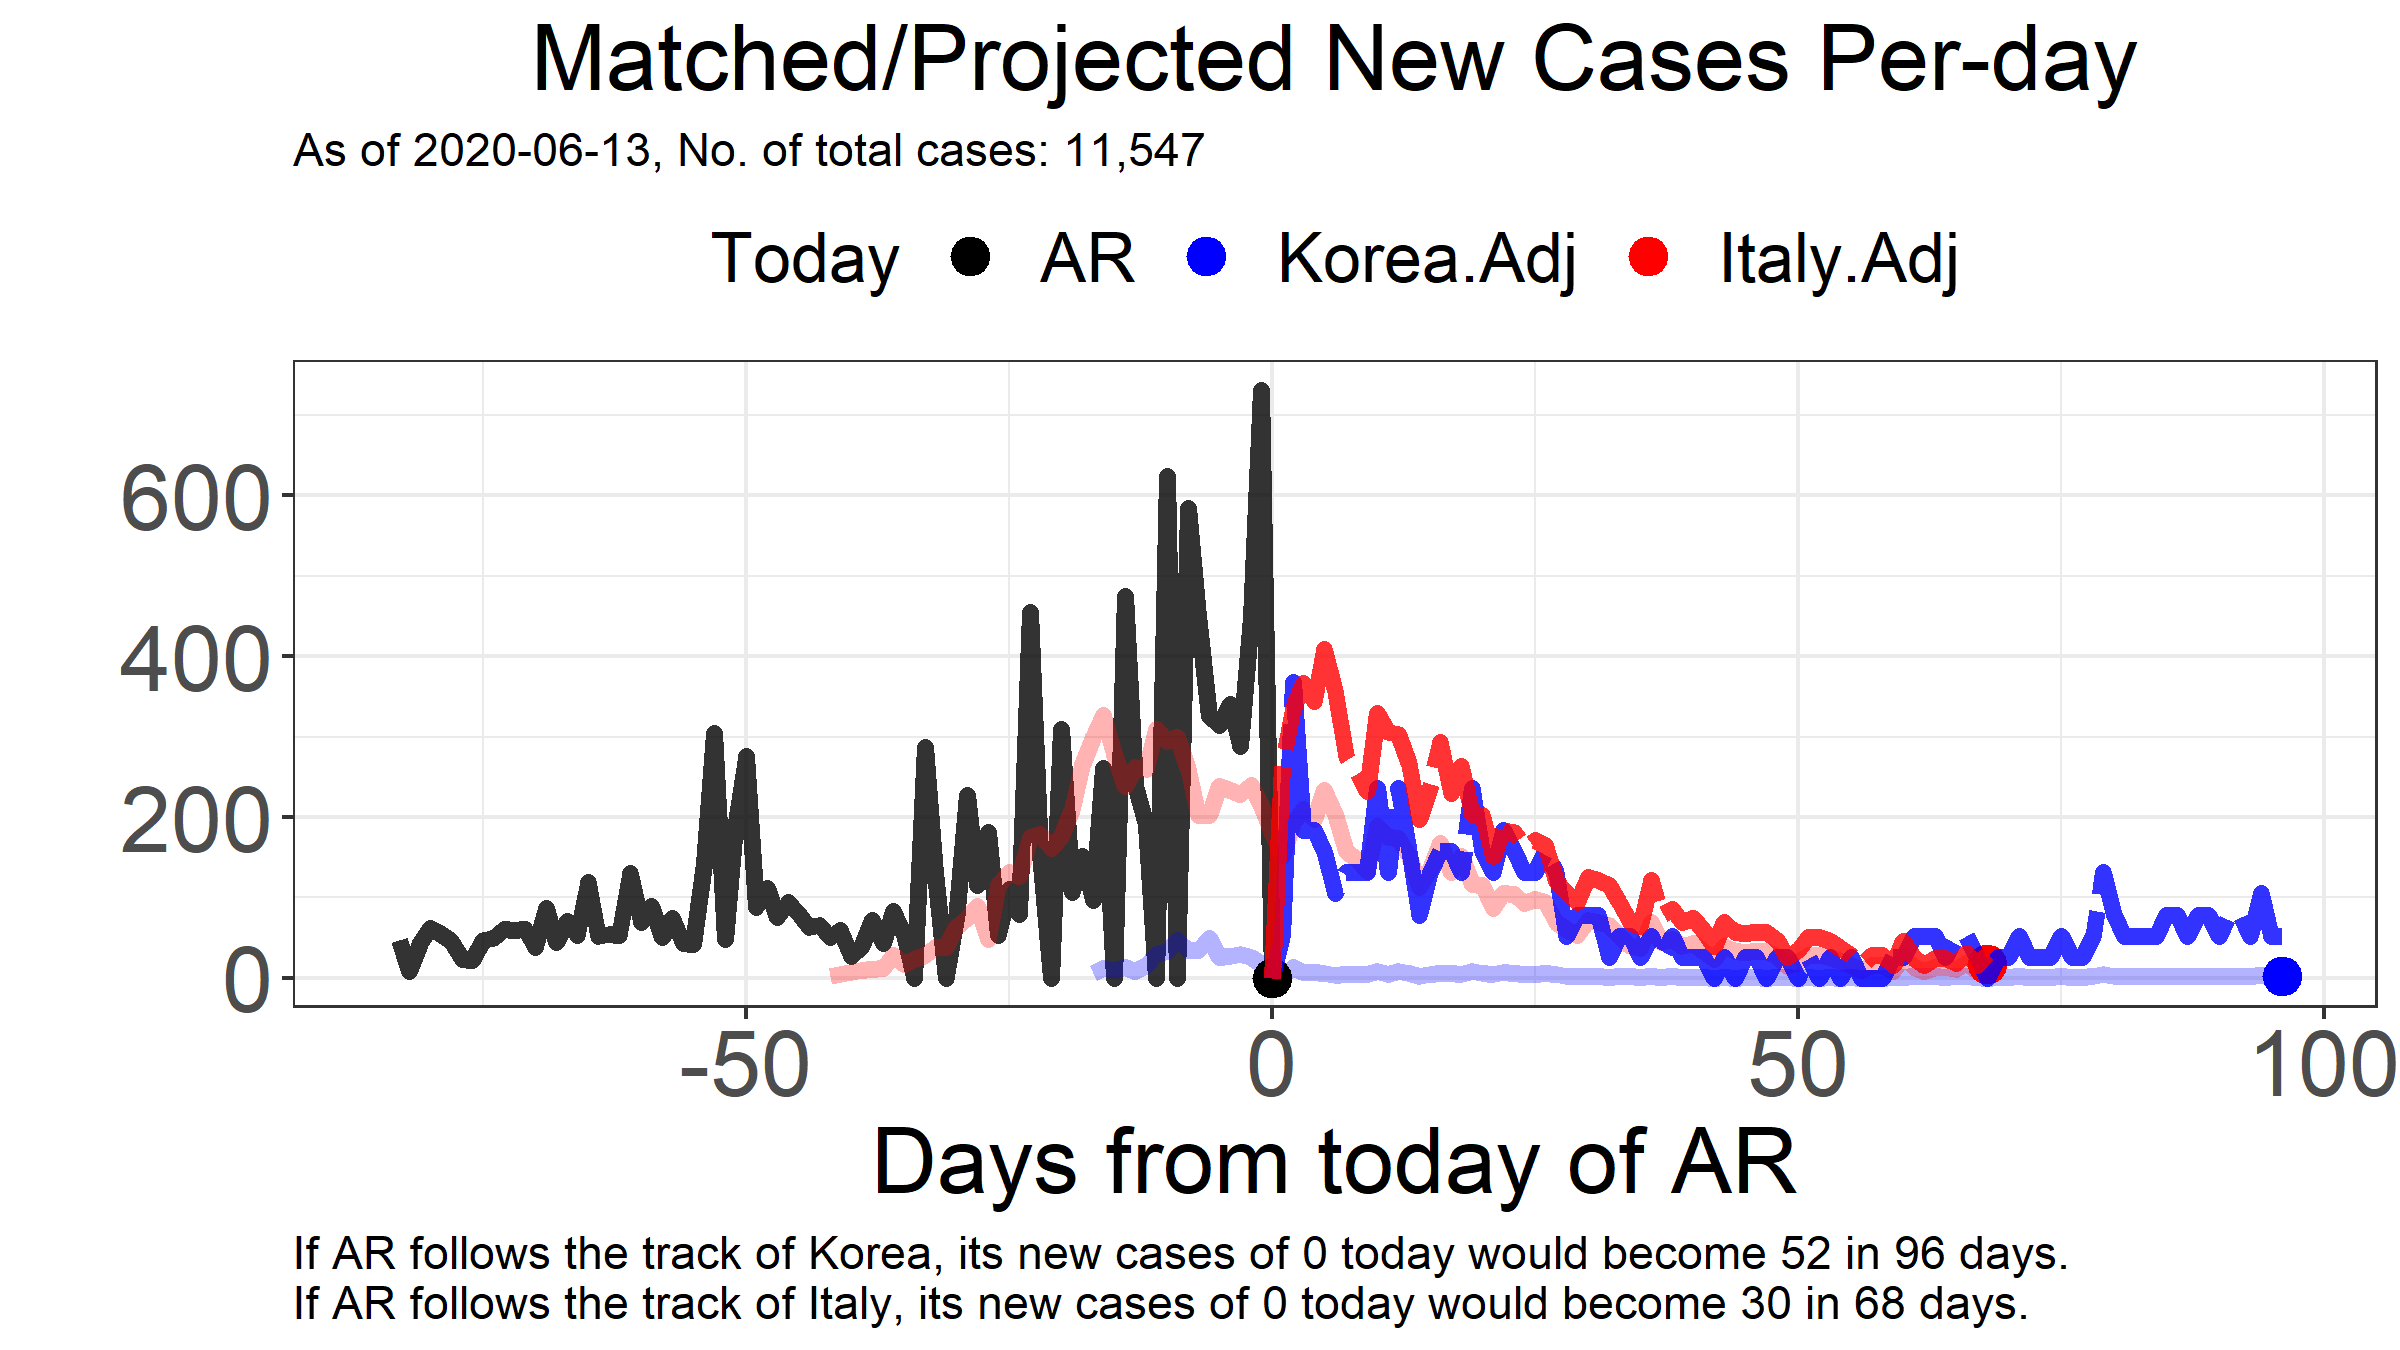 Matched/Projected New Cases Per-day
As of 2020-06-13, No. of total cases: 11,547
Today AR Korea.Adj Italy.Adj
600
400
200
0
-50 0 50 100
Days from today of AR
If AR follows the track of Korea, its new cases of 0 today would become 52 in 96 days.
If AR follows the track of Italy, its new cases of 0 today would become 30 in 68 days.